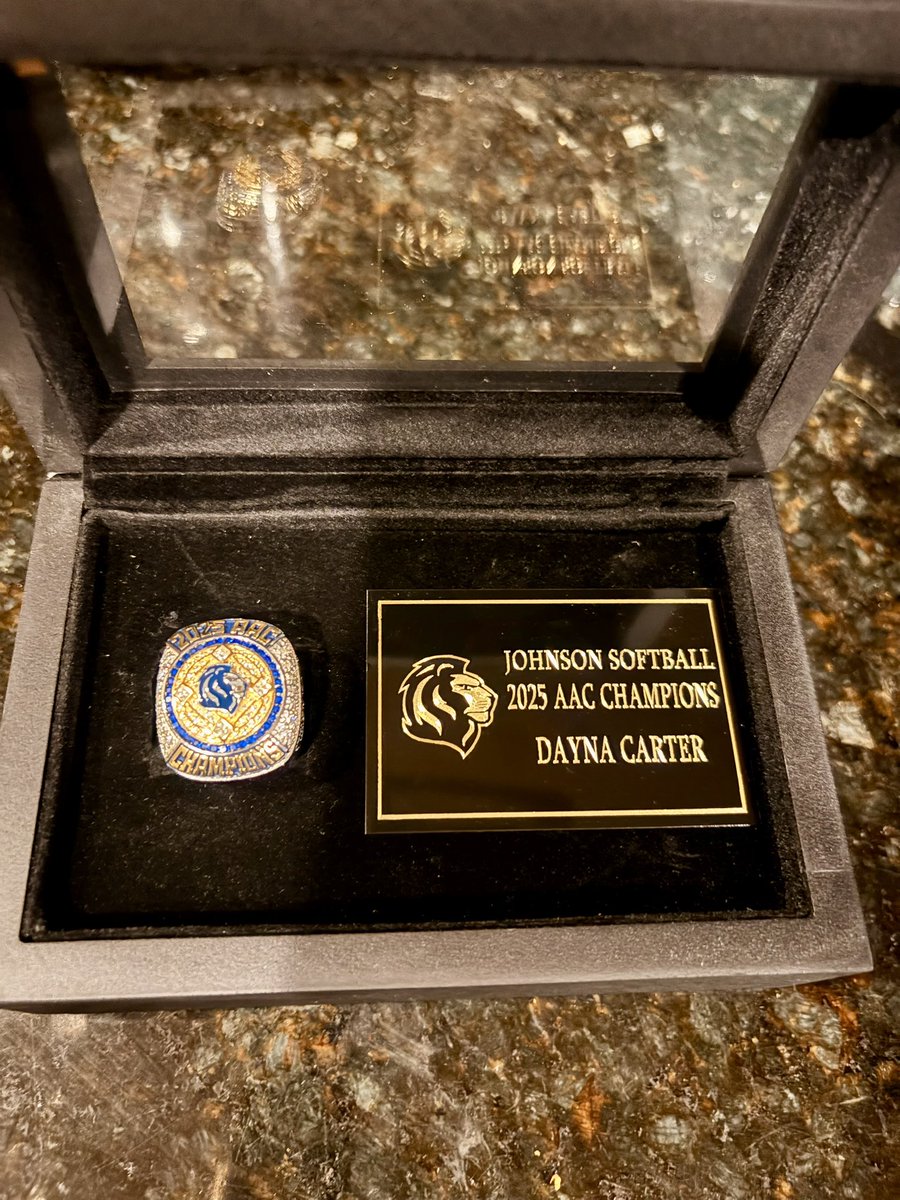 2025 AAC
CHAMPIONS
JOHNSON SOFTBALL
2025 AAC CHAMPIONS
DAYNA CARTER